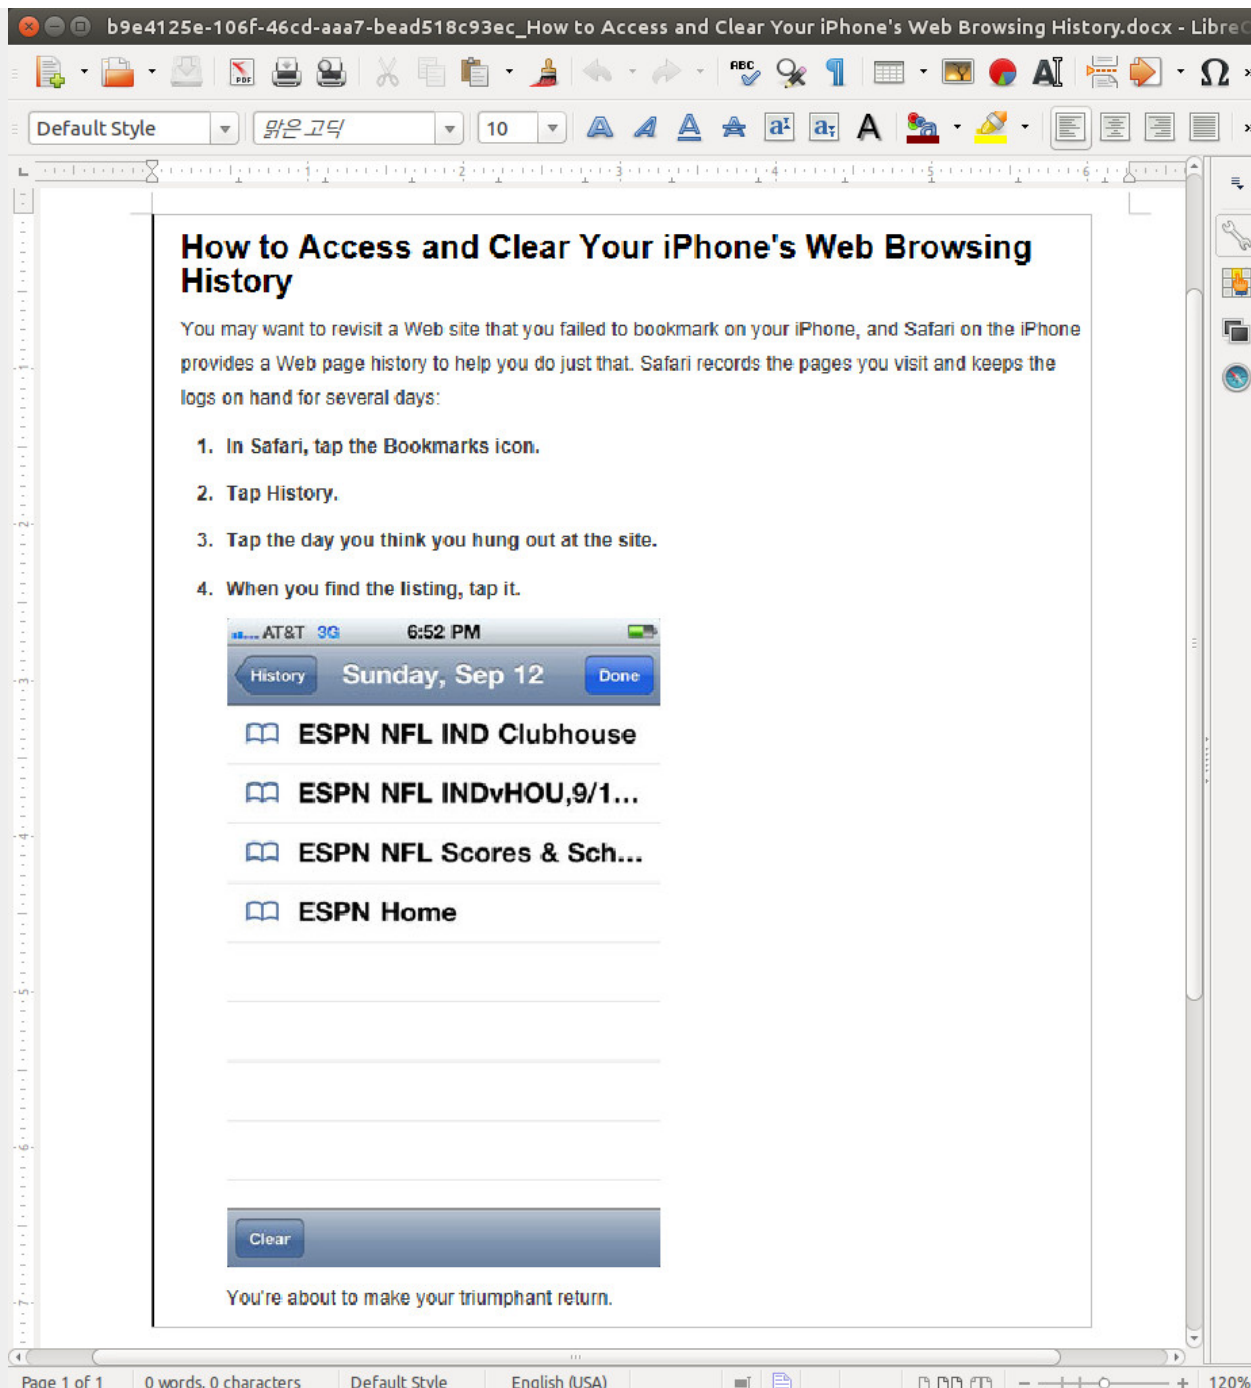 b9e4125e-106f-46cd-aaa7-bead518c93ec_How to Access and Clear Your iPhone's Web Browsing History.docx - Libre
PDF
ABC
Default Style
맑은 고딕
10
1 2 3 4 5 6
How to Access and Clear Your iPhone's Web Browsing
History
You may want to revisit a Web site that you failed to bookmark on your iPhone, and Safari on the iPhone
provides a Web page history to help you do just that. Safari records the pages you visit and keeps the
logs on hand for several days:
1. In Safari, tap the Bookmarks icon.
2. Tap History.
3. Tap the day you think you hung out at the site.
4. When you find the listing, tap it.
AT&T 3G 6:52 PM
History Sunday, Sep 12 Done
ESPN NFL IND Clubhouse
ESPN NFL INDvHOU,9/1...
ESPN NFL Scores & Sch...
ESPN Home
Clear
You're about to make your triumphant return.
Page 1 of 1 0 words, 0 characters Default Style English (USA) 120%